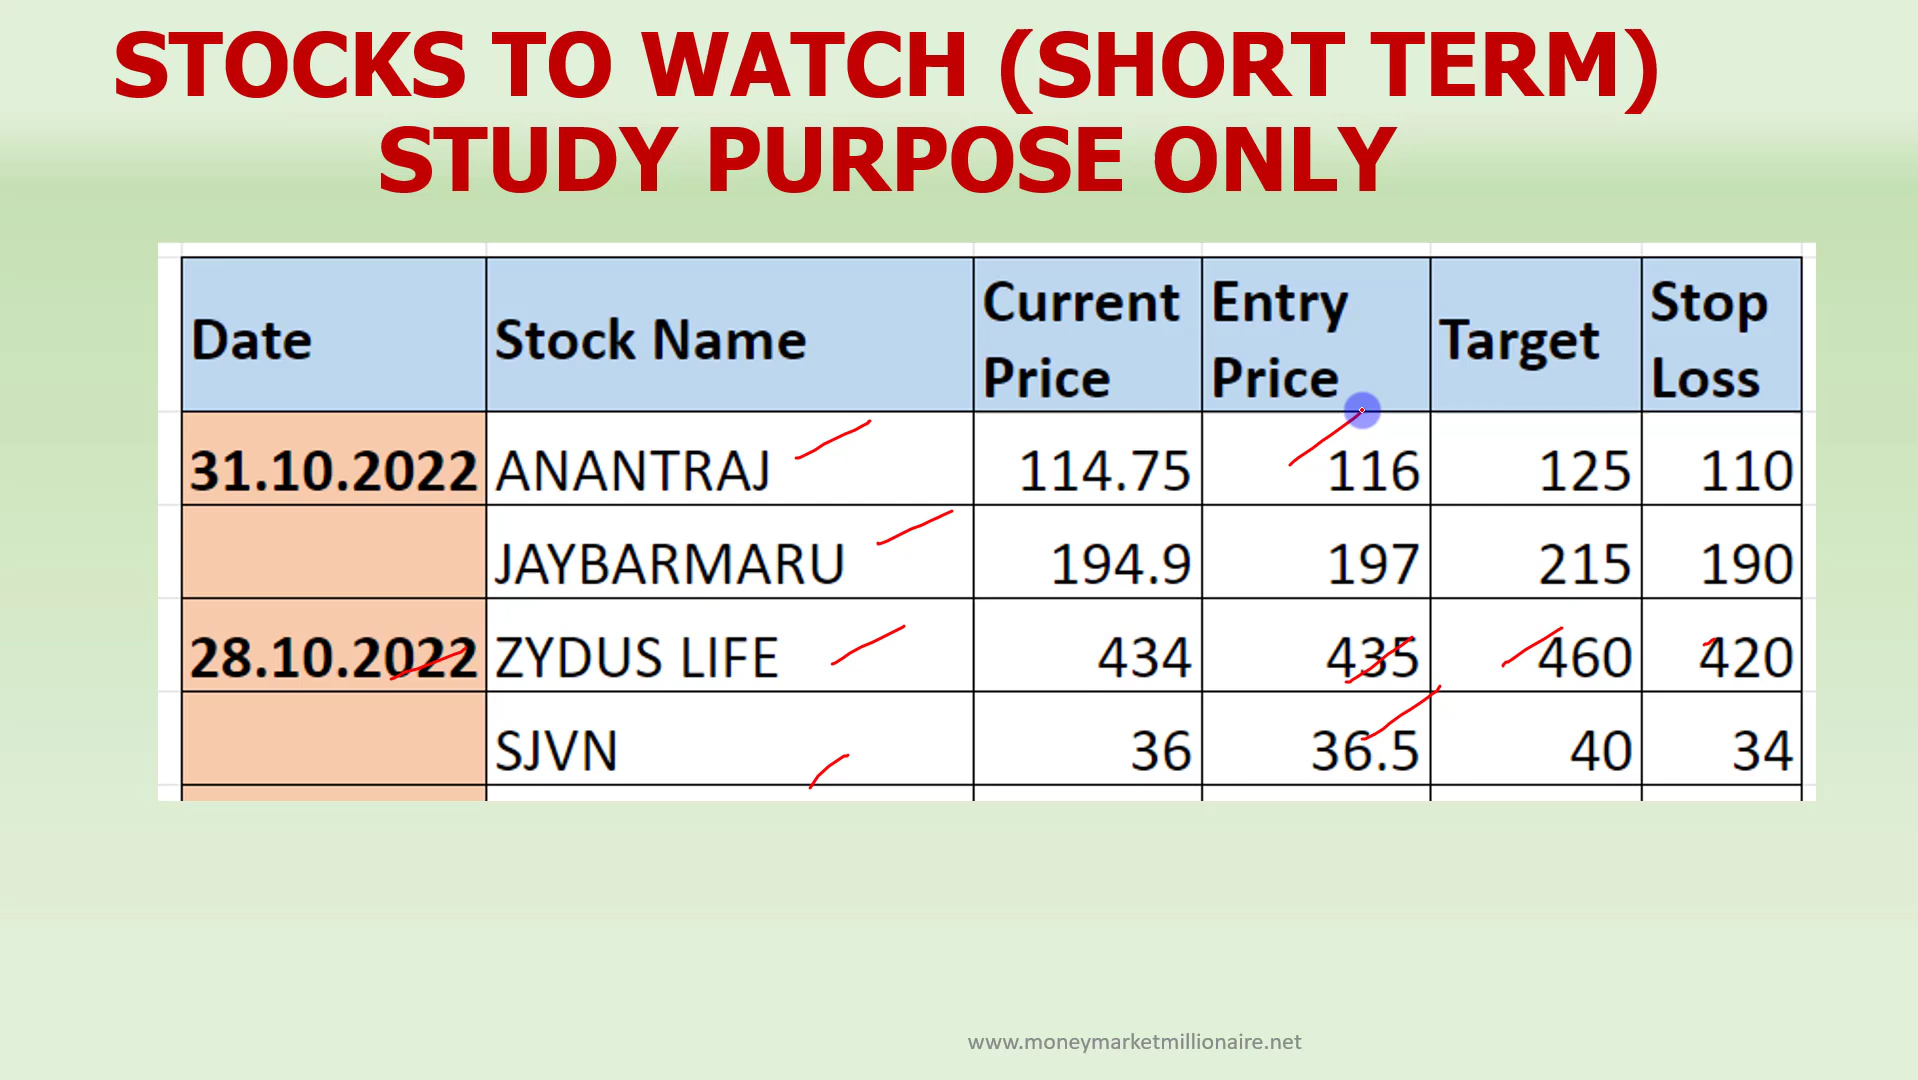 STOCKS TO WATCH (SHORT TERM)
STUDY PURPOSE ONLY
Date Stock Name Current Price Entry Price Target Stop Loss
31.10.2022 ANANTRAJ 114.75 116 125 110
JAYBARMARU 194.9 197 215 190
28.10.2022 ZYDUS LIFE 434 435 460 420
SJVN 36 36.5 40 34
www.moneymarketmillionaire.net